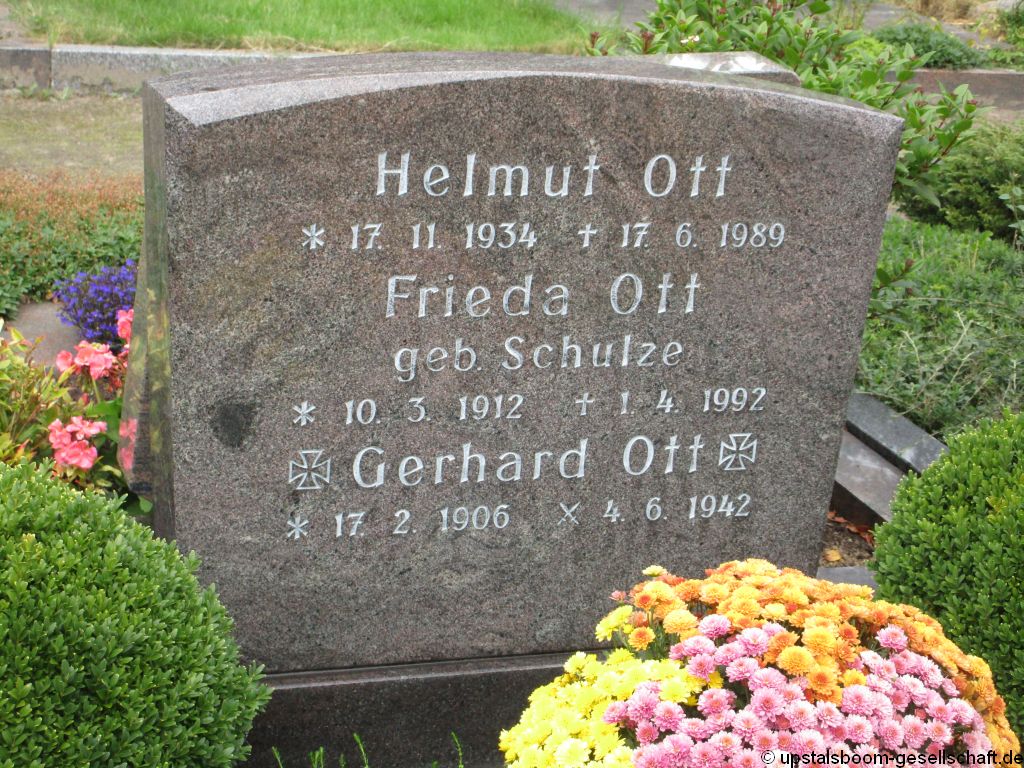 Helmut Ott
* 17. 11. 1934 † 17. 6. 1989
Frieda Ott
geb. Schulze
* 10. 3. 1912 † 1. 4. 1992
Gerhard Ott
* 17. 2. 1906 × 4. 6. 1942
© upstalsboom-gesellschaft.de